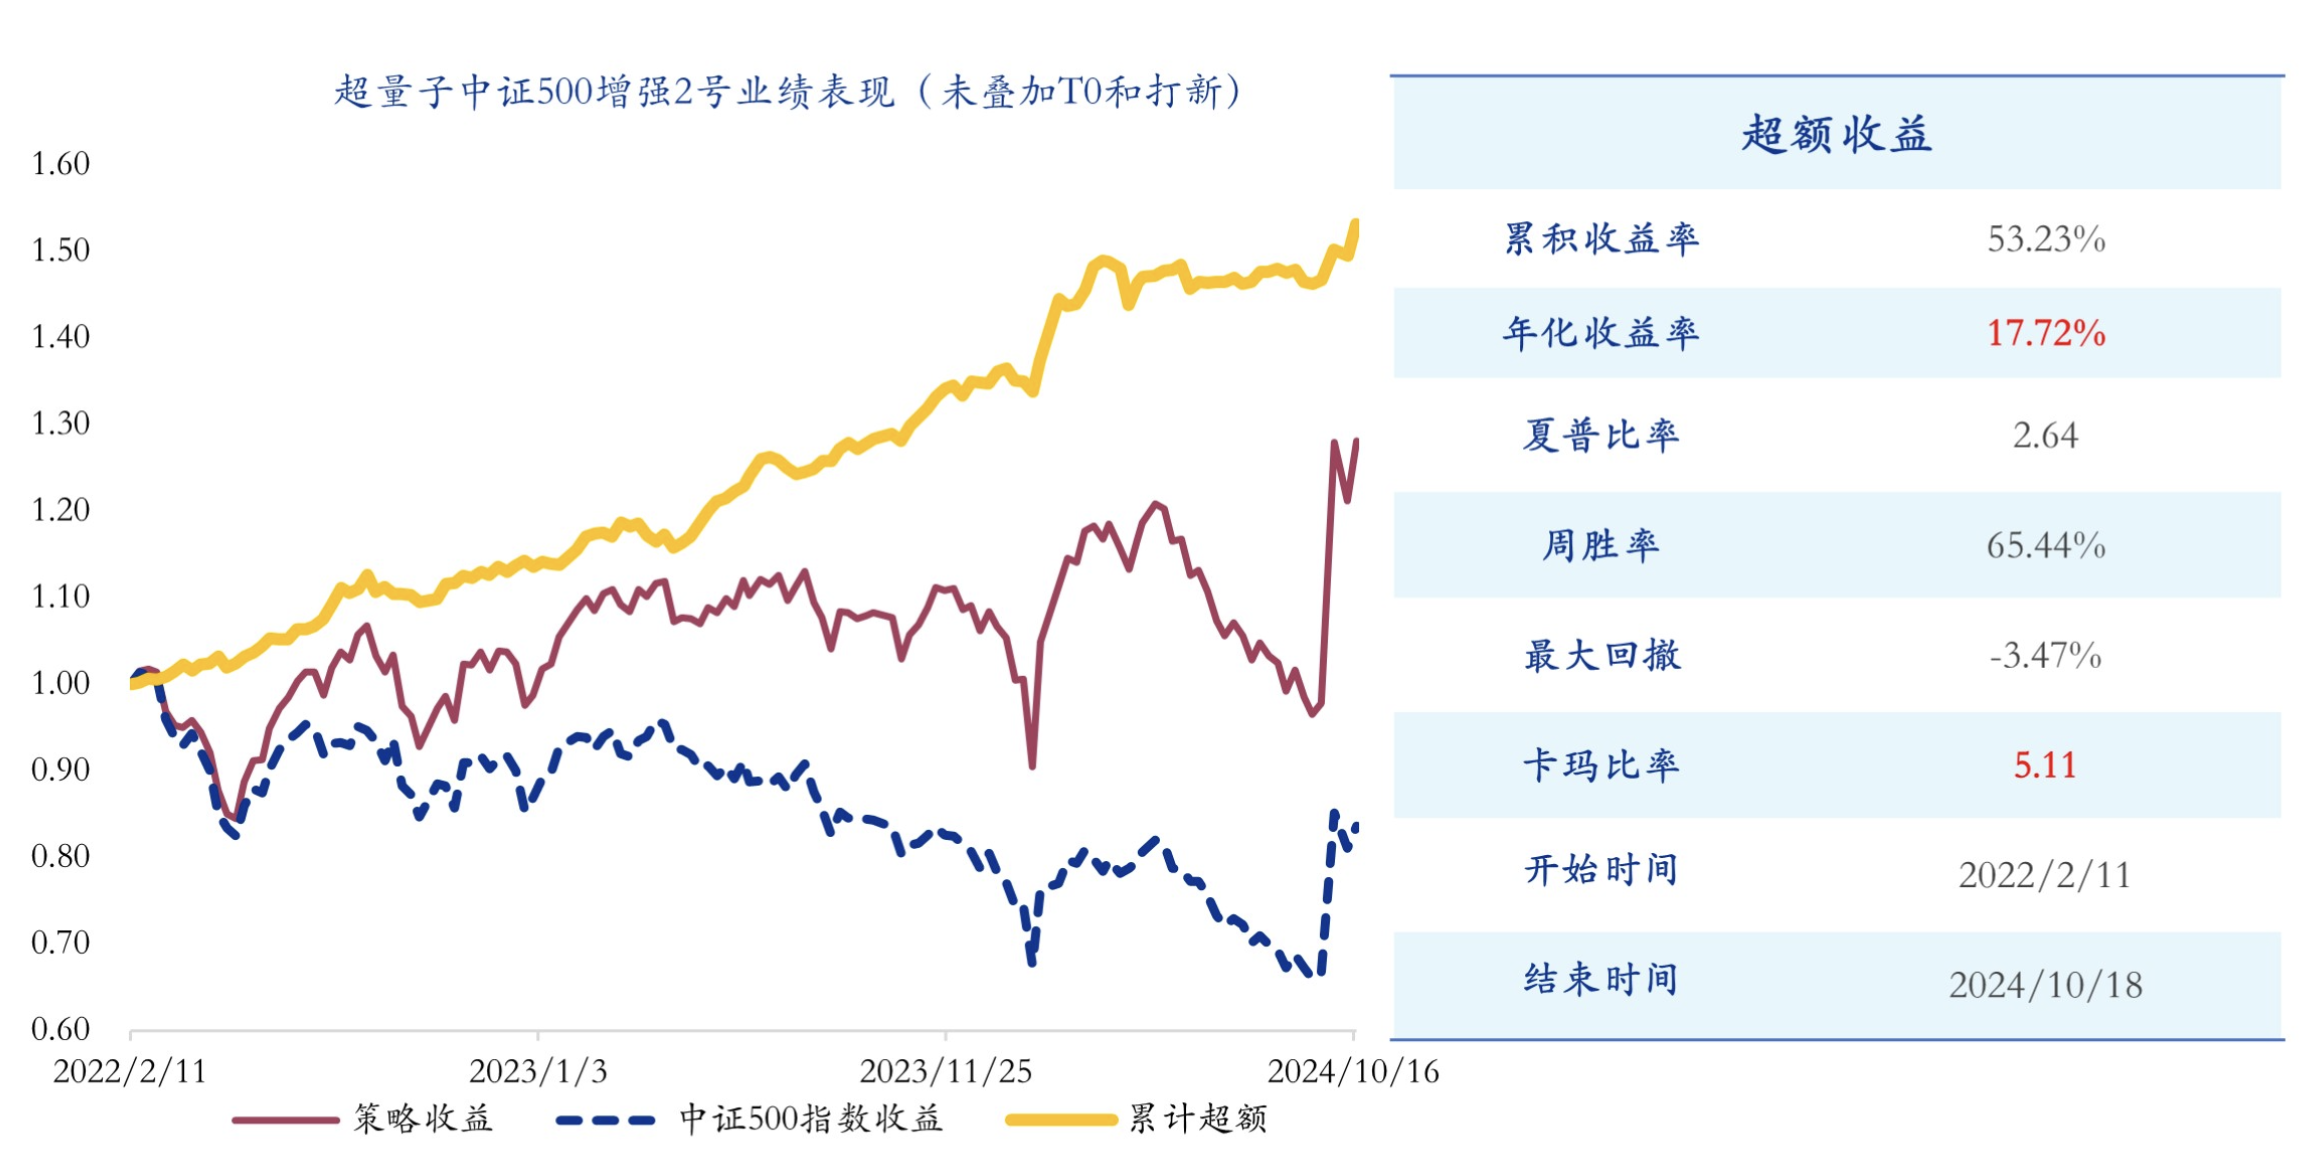 超量子中证500增强2号业绩表现（未叠加T0和打新）
1.60
1.50
1.40
1.30
1.20
1.10
1.00
0.90
0.80
0.70
0.60
2022/2/11
2023/1/3
2023/11/25
2024/10/16
策略收益
中证500指数收益
累计超额
超额收益
累积收益率 53.23%
年化收益率 17.72%
夏普比率 2.64
周胜率 65.44%
最大回撤 -3.47%
卡玛比率 5.11
开始时间 2022/2/11
结束时间 2024/10/18